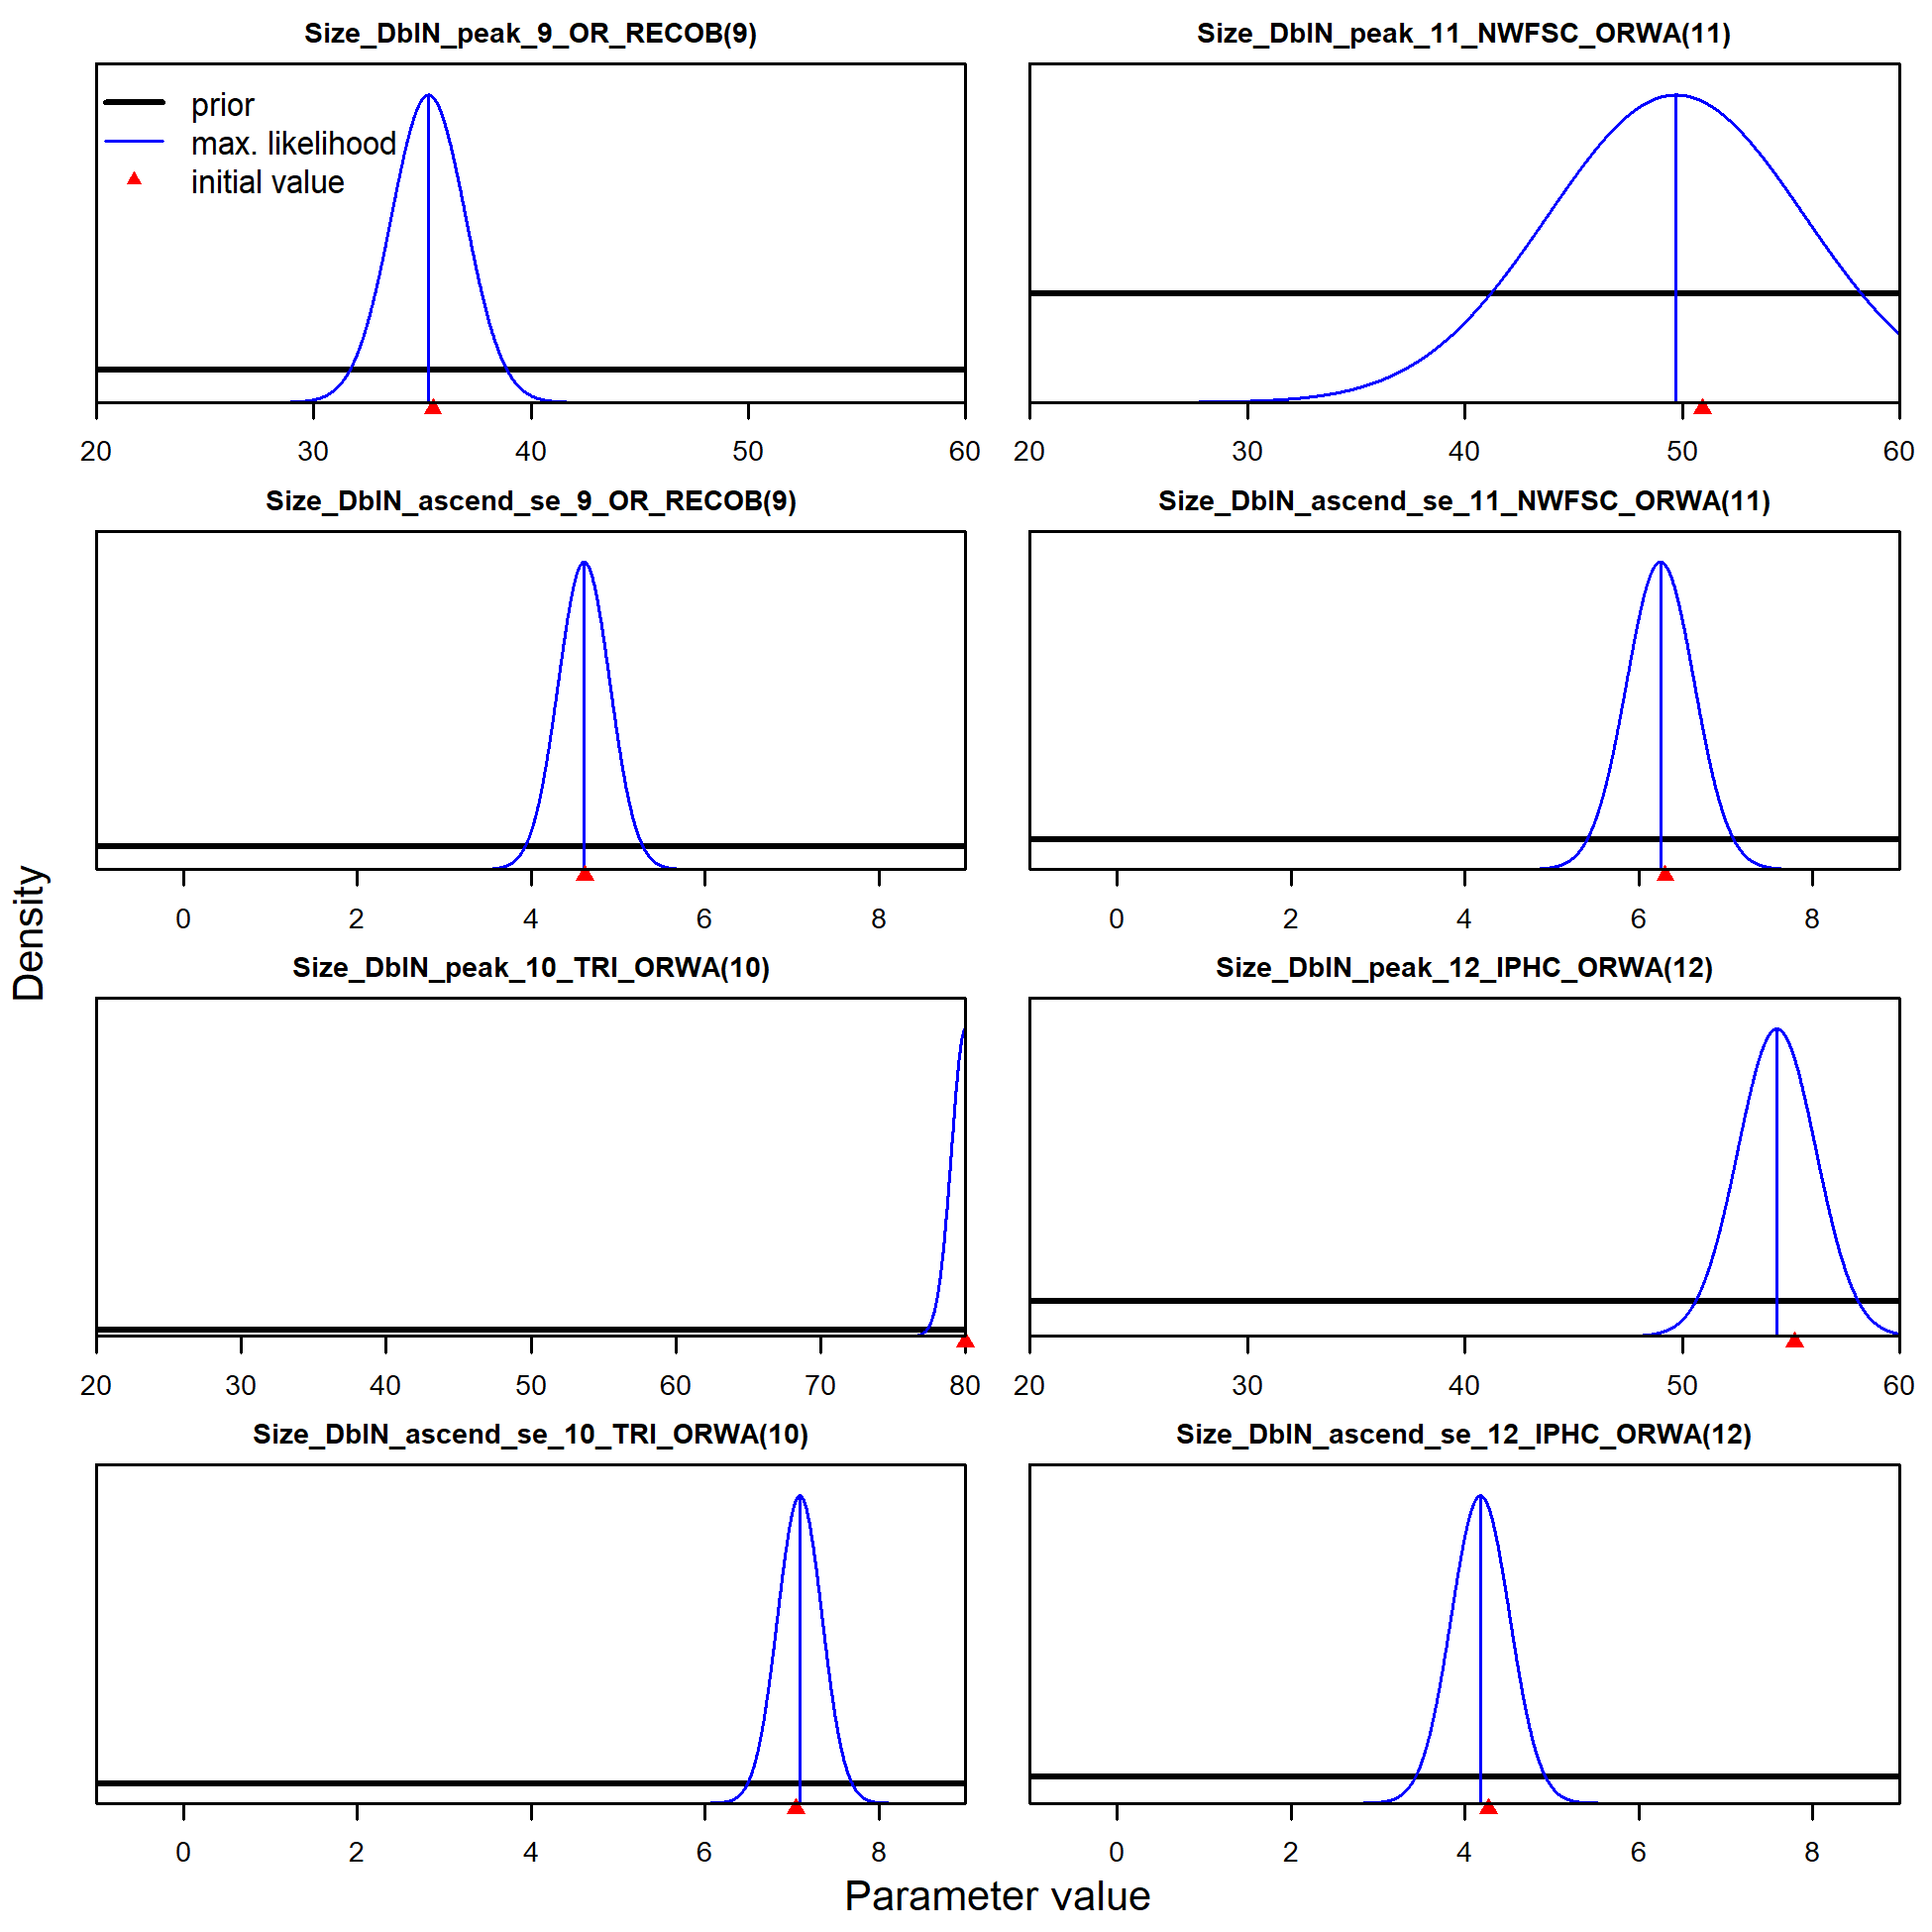 Size_DblN_peak_9_OR_RECOB(9)
prior
max. likelihood
initial value
20 30 40 50 60
Size_DblN_peak_11_NWFSC_ORWA(11)
20 30 40 50 60
Size_DblN_ascend_se_9_OR_RECOB(9)
0 2 4 6 8
Size_DblN_ascend_se_11_NWFSC_ORWA(11)
0 2 4 6 8
Size_DblN_peak_10_TRI_ORWA(10)
20 30 40 50 60 70 80
Size_DblN_peak_12_IPHC_ORWA(12)
20 30 40 50 60
Size_DblN_ascend_se_10_TRI_ORWA(10)
0 2 4 6 8
Size_DblN_ascend_se_12_IPHC_ORWA(12)
0 2 4 6 8
Density
Parameter value